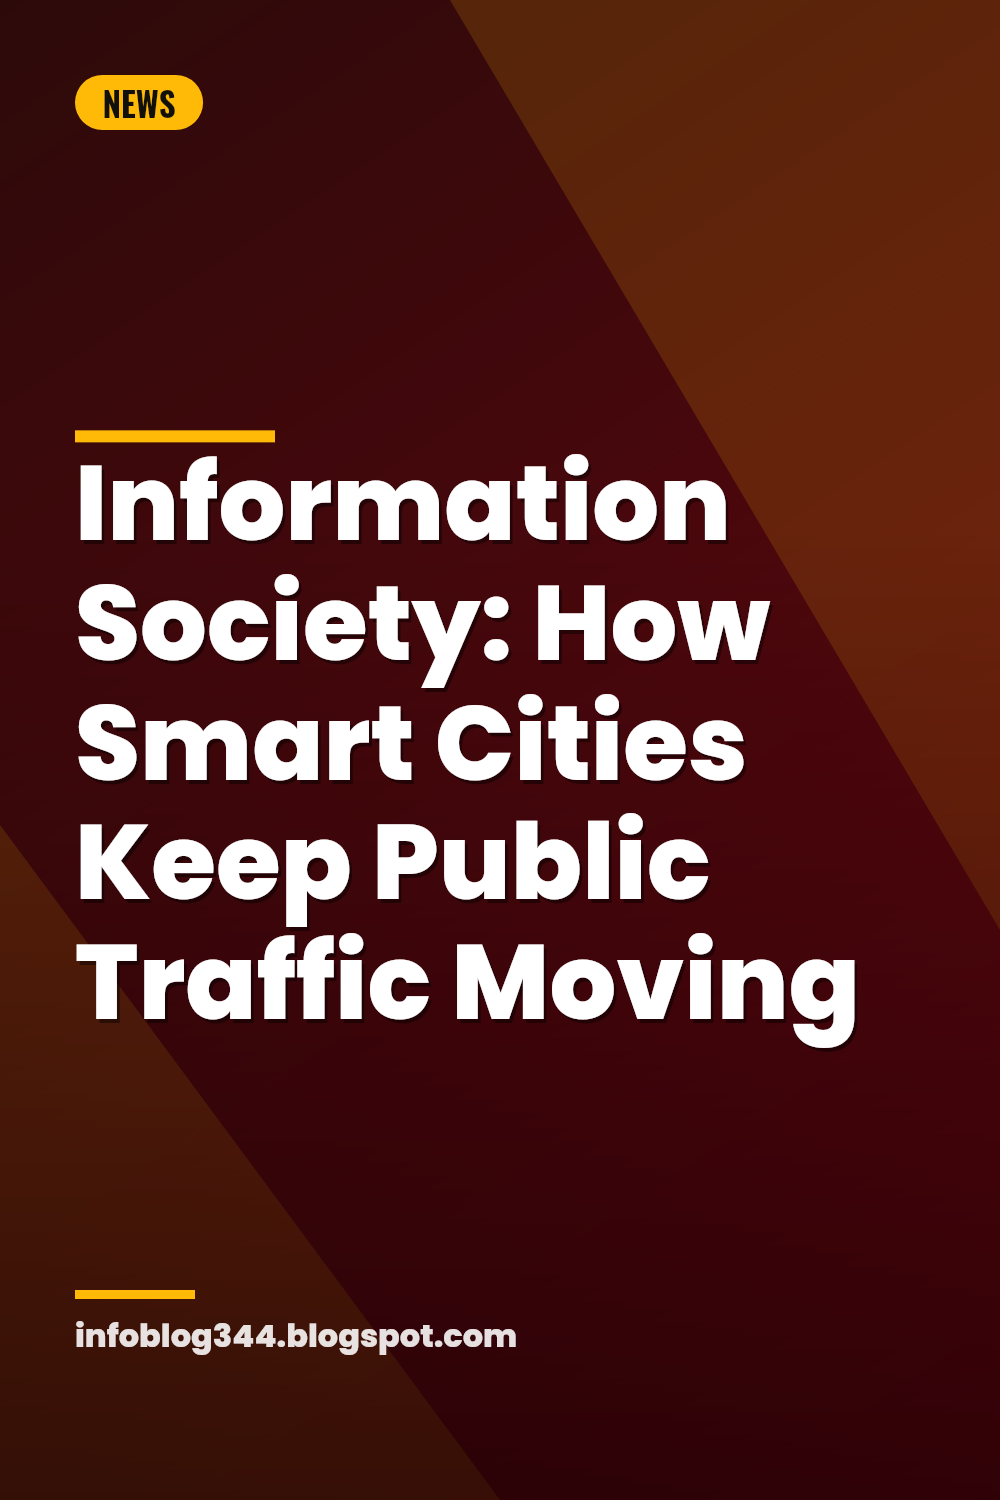 NEWS
Information
Society: How
Smart Cities
Keep Public
Traffic Moving
infoblog344.blogspot.com